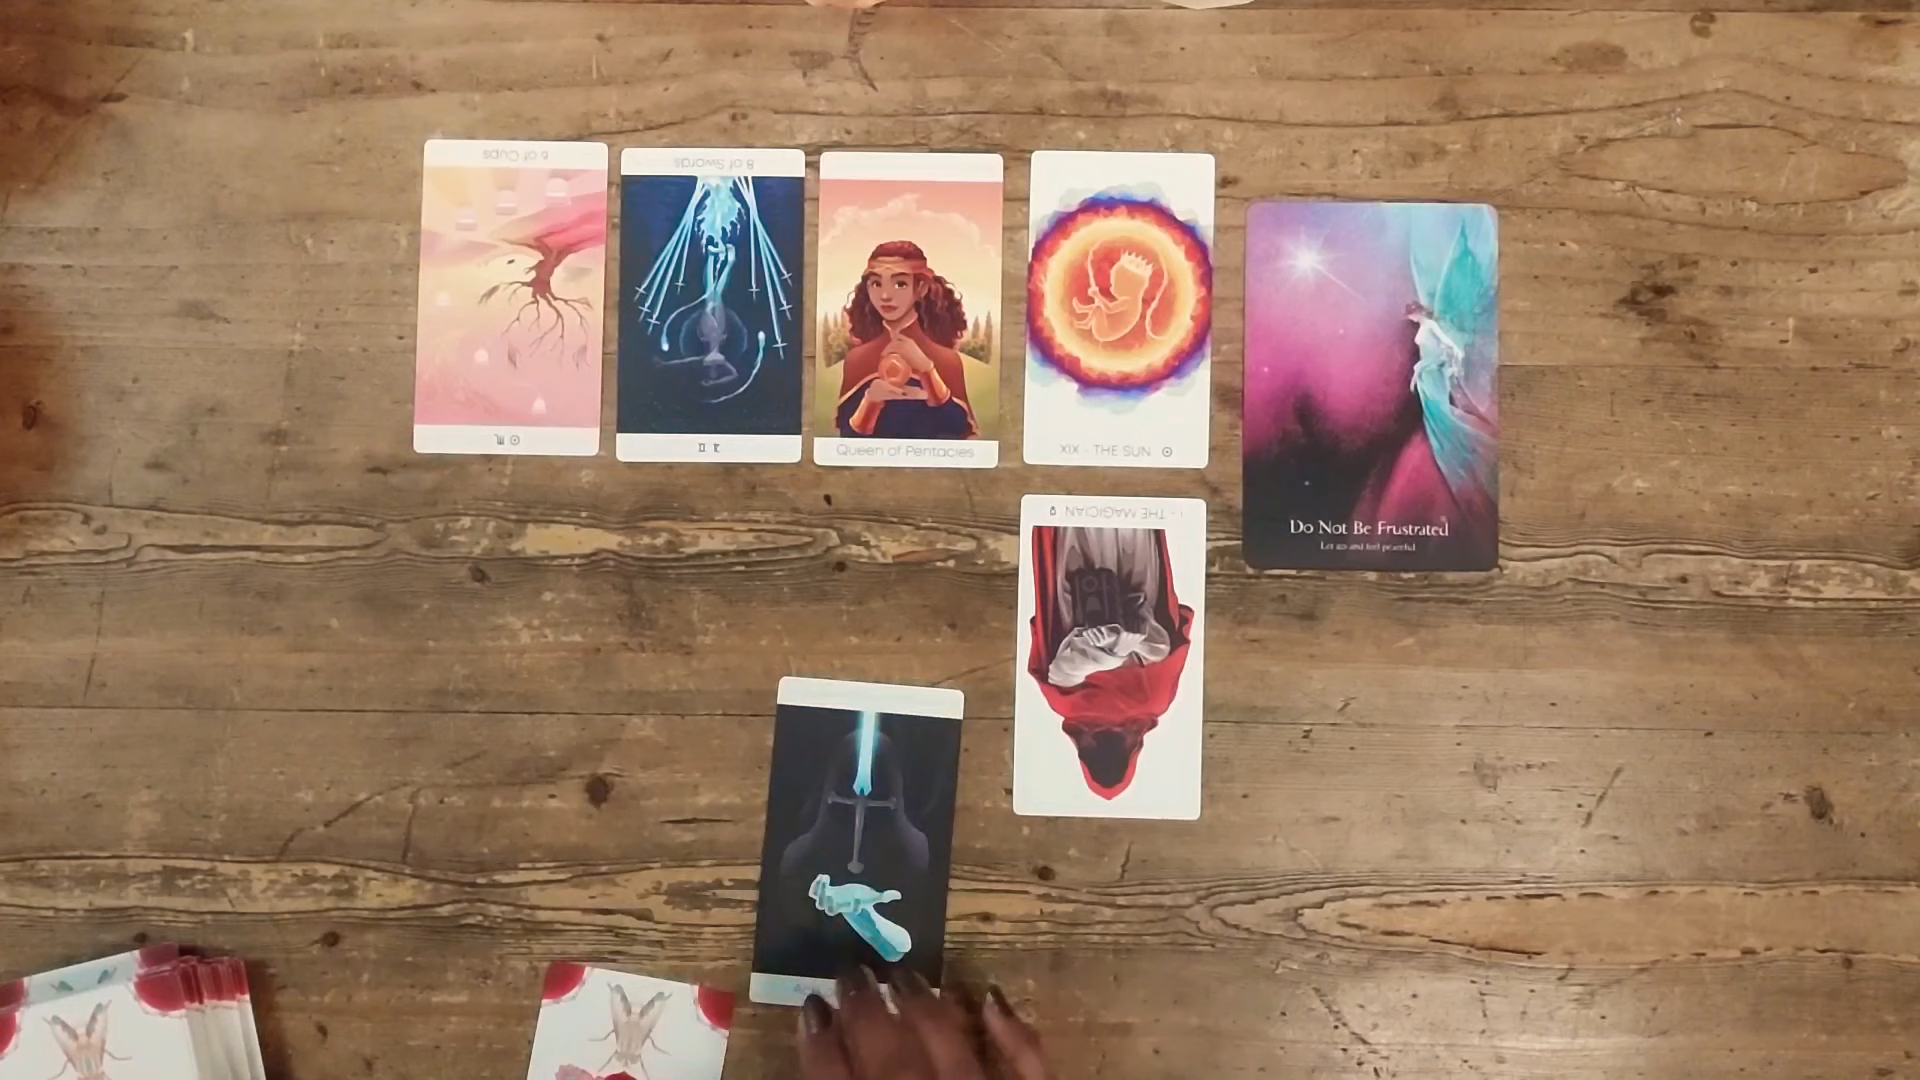 6 of Cups
8 of Swords
Queen of Pentacles
XIX - THE SUN
I - THE MAGICIAN
Do Not Be Frustrated
Let go and feel peaceful